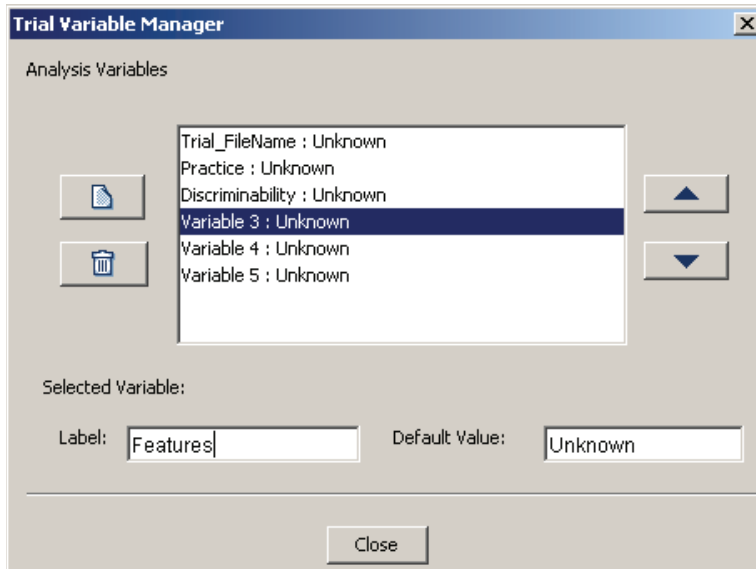 Trial Variable Manager
Analysis Variables
Trial_FileName : Unknown
Practice : Unknown
Discriminability : Unknown
Variable 3 : Unknown
Variable 4 : Unknown
Variable 5 : Unknown
Selected Variable:
Label: Features Default Value: Unknown
Close